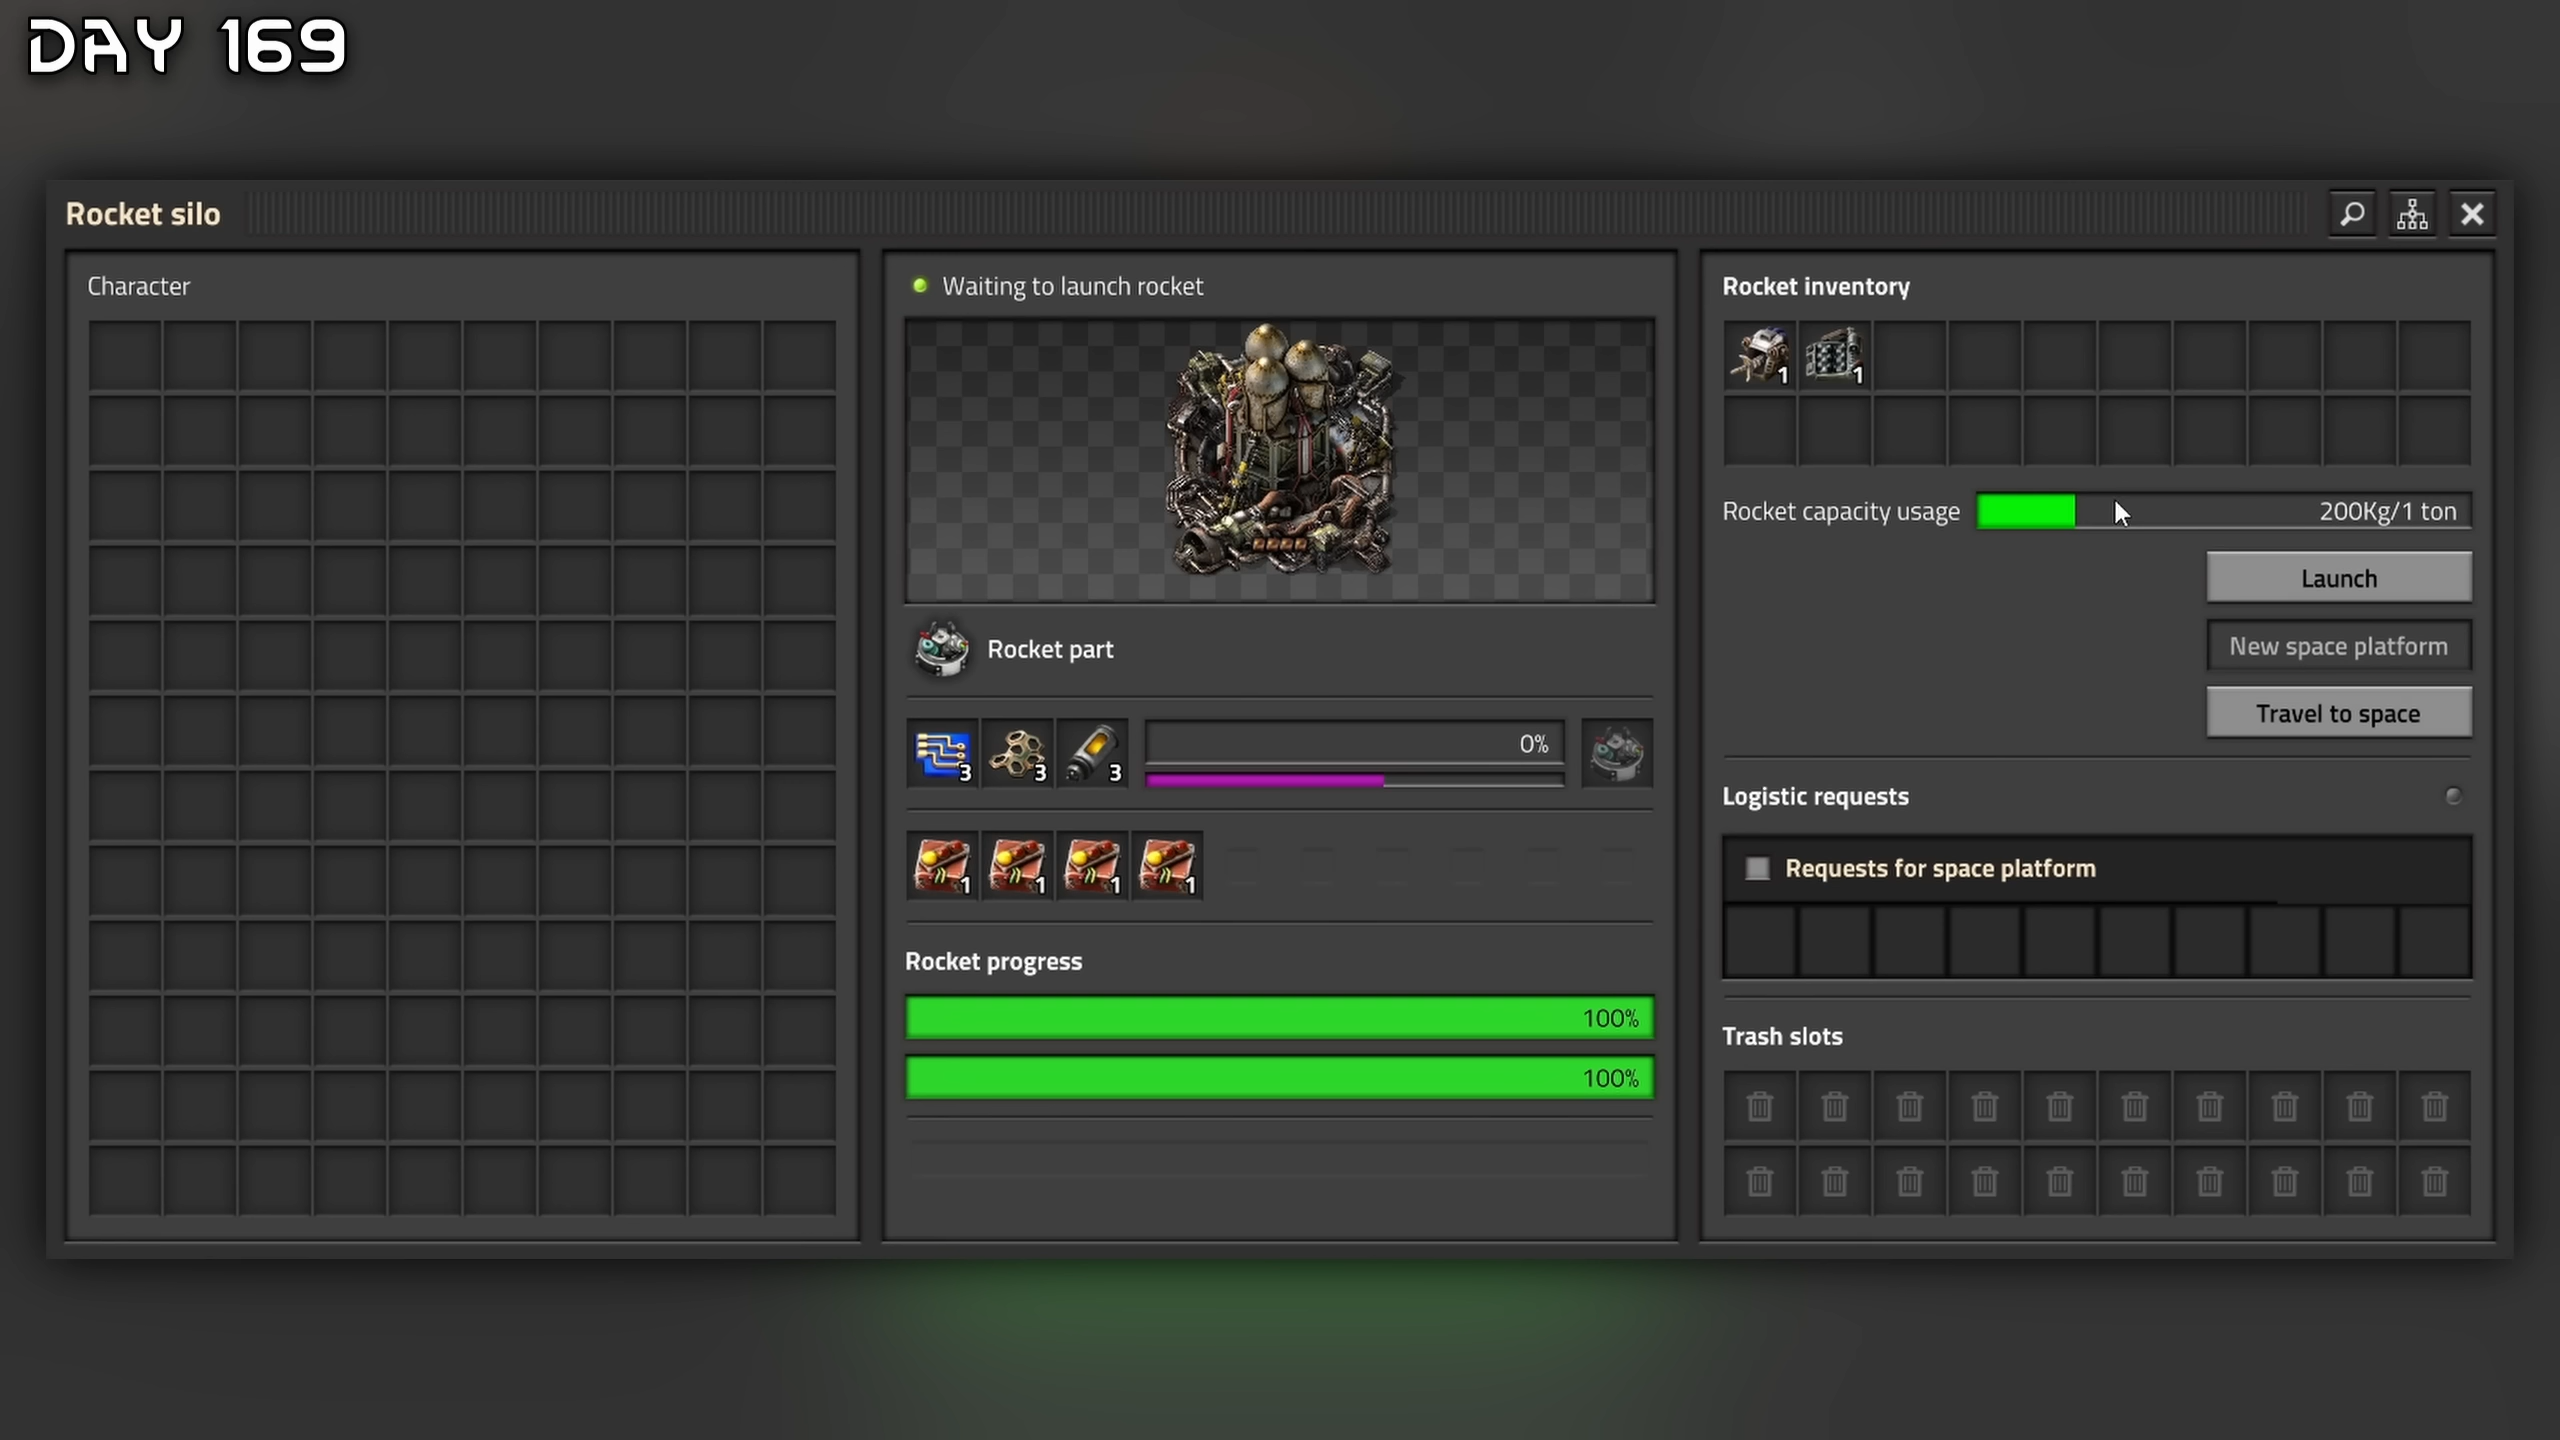 DAY 169
Rocket silo
Character
Waiting to launch rocket
Rocket part
3 3 3
0%
1 1 1 1
Rocket progress
100%
100%
Rocket inventory
1 1
Rocket capacity usage
200Kg/1 ton
Launch
New space platform
Travel to space
Logistic requests
Requests for space platform
Trash slots